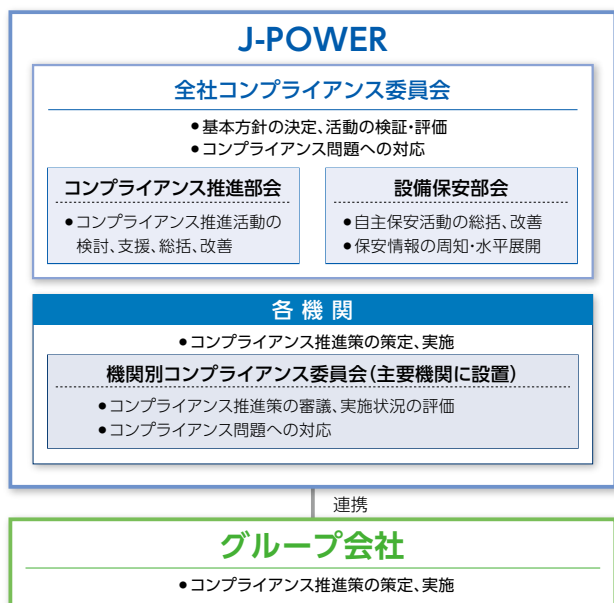 J-POWER
全社コンプライアンス委員会
●基本方針の決定、活動の検証・評価
●コンプライアンス問題への対応
コンプライアンス推進部会
●コンプライアンス推進活動の
検討、支援、総括、改善
設備保安部会
●自主保安活動の総括、改善
●保安情報の周知・水平展開
各機関
●コンプライアンス推進策の策定、実施
機関別コンプライアンス委員会（主要機関に設置）
●コンプライアンス推進策の審議、実施状況の評価
●コンプライアンス問題への対応
連携
グループ会社
●コンプライアンス推進策の策定、実施